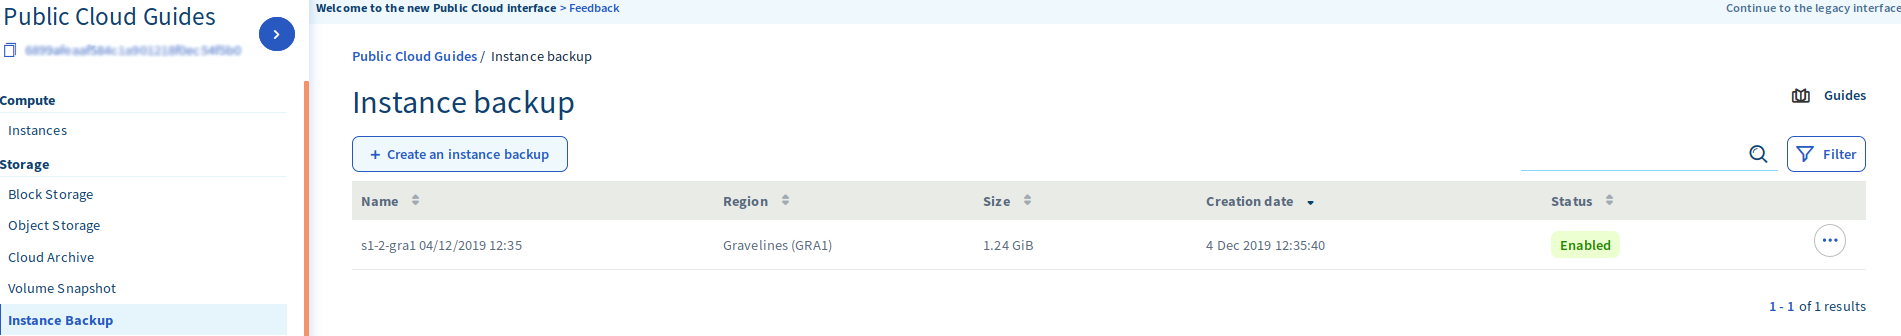 Public Cloud Guides
Compute
Instances
Storage
Block Storage
Object Storage
Cloud Archive
Volume Snapshot
Instance Backup
Welcome to the new Public Cloud interface > Feedback
Continue to the legacy interface
Public Cloud Guides / Instance backup
Instance backup
Guides
+ Create an instance backup
Filter
Name Region Size Creation date Status
s1-2-gra1 04/12/2019 12:35 Gravelines (GRA1) 1.24 GiB 4 Dec 2019 12:35:40 Enabled
1 - 1 of 1 results